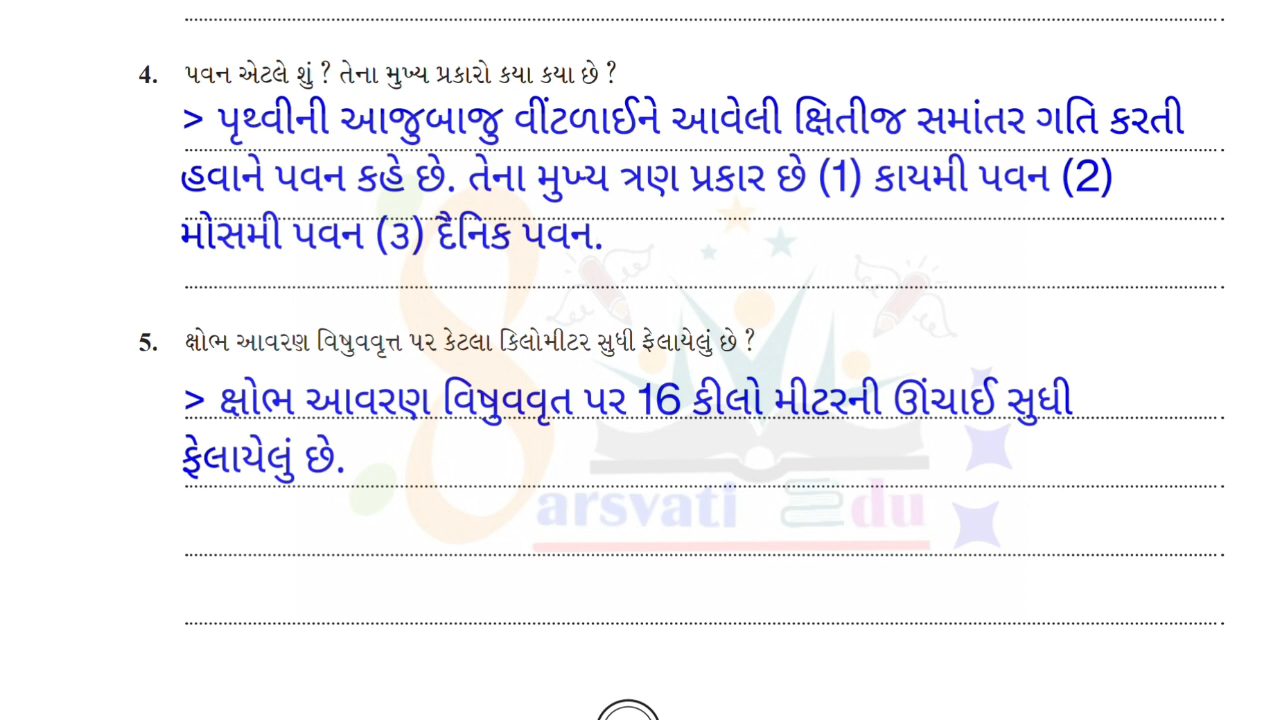 4. પવન એટલે શું ? તેના મુખ્ય પ્રકારો કયા કયા છે ?
> પૃથ્વીની આજુબાજુ વીંટળાઈને આવેલી ક્ષિતીજ સમાંતર ગતિ કરતી
હવાને પવન કહે છે. તેના મુખ્ય ત્રણ પ્રકાર છે (1) કાયમી પવન (2)
મોસમી પવન (૩) દૈનિક પવન.
5. ક્ષોભ આવરણ વિષુવવૃત્ત પર કેટલા કિલોમીટર સુધી ફેલાયેલું છે ?
> ક્ષોભ આવરણ વિષુવવૃત પર 16 કીલો મીટરની ઊંચાઈ સુધી
ફેલાયેલું છે.
arsvati Edu